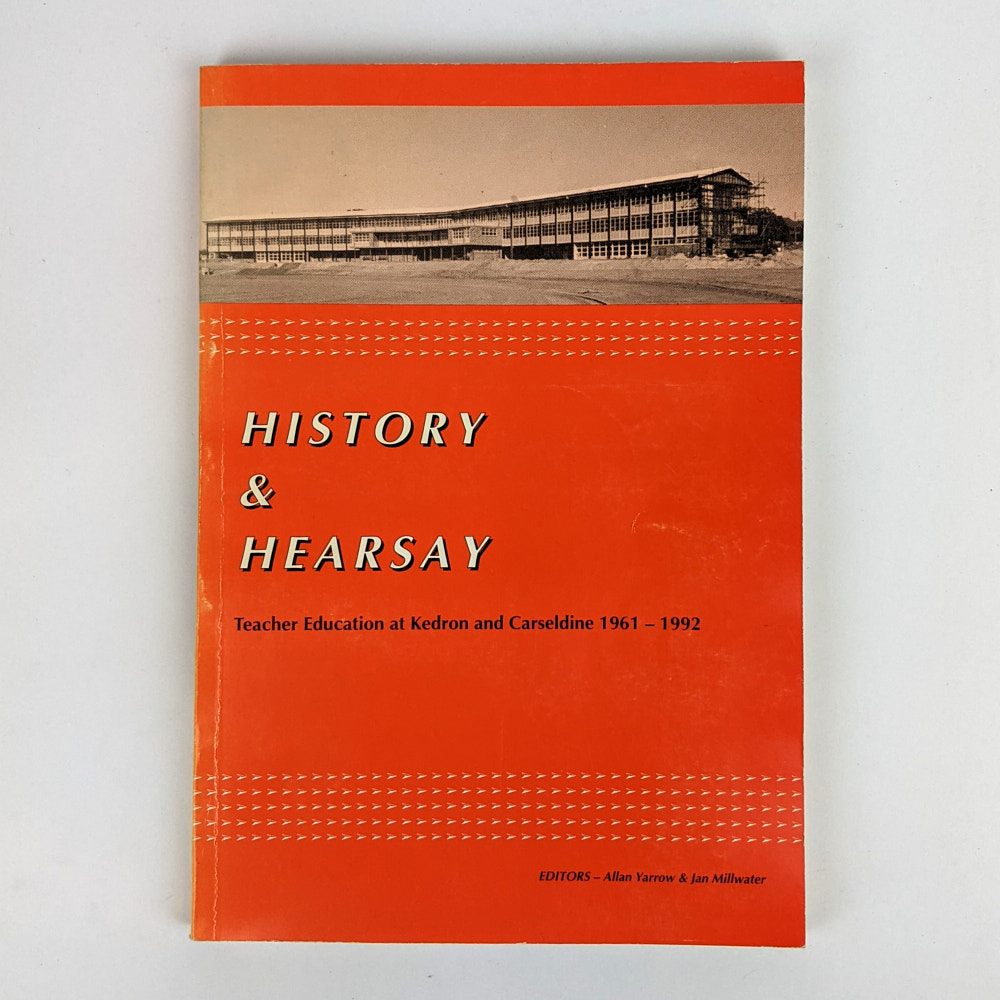 HISTORY
&
HEARSAY
Teacher Education at Kedron and Carseldine 1961 – 1992
EDITORS – Allan Yarrow & Jan Millwater